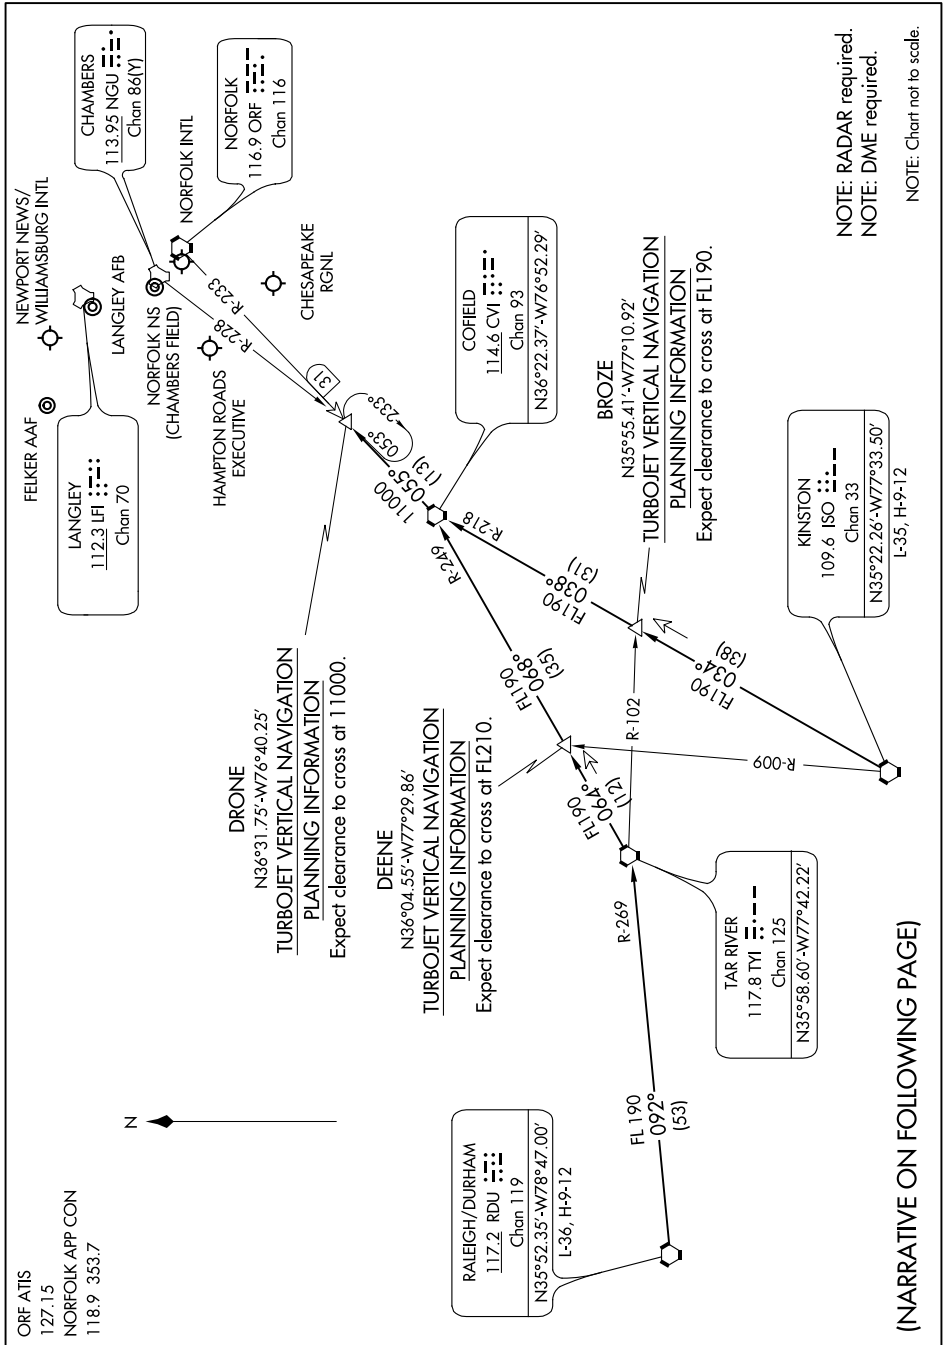 ORF ATIS
127.15
NORFOLK APP CON
118.9 353.7
N
FELKER AAF
NEWPORT NEWS/
WILLIAMSBURG INTL
LANGLEY AFB
LANGLEY
112.3 LFI
Chan 70
CHAMBERS
113.95 NGU
Chan 86(Y)
NORFOLK NS
(CHAMBERS FIELD)
NORFOLK INTL
NORFOLK
116.9 ORF
Chan 116
HAMPTON ROADS
EXECUTIVE
CHESAPEAKE
RGNL
R-228
R-233
31
233°
053°
DRONE
N36°31.75'-W76°40.25'
TURBOJET VERTICAL NAVIGATION
PLANNING INFORMATION
Expect clearance to cross at 11000.
11000
055°
(13)
COFIELD
114.6 CVI
Chan 93
N36°22.37'-W76°52.29'
R-249
R-218
DEENE
N36°04.55'-W77°29.86'
TURBOJET VERTICAL NAVIGATION
PLANNING INFORMATION
Expect clearance to cross at FL210.
FL190
068°
(35)
FL190
038°
(31)
BROZE
N35°55.41'-W77°10.92'
TURBOJET VERTICAL NAVIGATION
PLANNING INFORMATION
Expect clearance to cross at FL190.
FL190
064°
(12)
R-102
R-009
FL190
034°
(38)
RALEIGH/DURHAM
117.2 RDU
Chan 119
N35°52.35'-W78°47.00'
L-36, H-9-12
FL 190
092°
(53)
R-269
TAR RIVER
117.8 TYI
Chan 125
N35°58.60'-W77°42.22'
KINSTON
109.6 ISO
Chan 33
N35°22.26'-W77°33.50'
L-35, H-9-12
NOTE: RADAR required.
NOTE: DME required.
NOTE: Chart not to scale.
(NARRATIVE ON FOLLOWING PAGE)